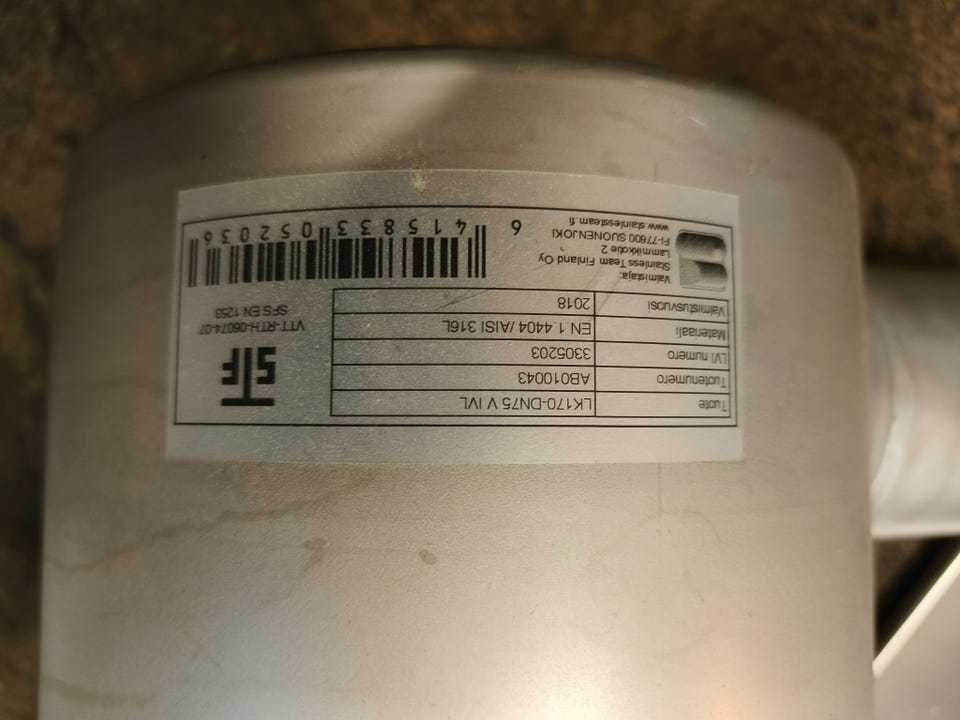 Tuote LK170-DN75 V IVL
Tuotenumero AB010043
LVI numero 3305203
Materiaali EN 1.4404/AISI 316L
Valmistusvuosi 2018
STF
VTT-RTH-06074-07
SFS EN 1253
Valmistaja:
Stainless Team Finland Oy
Lammikkotie 2
FI-77600 SUONENJOKI
www.stainlessteam.fi
6 415833 052036